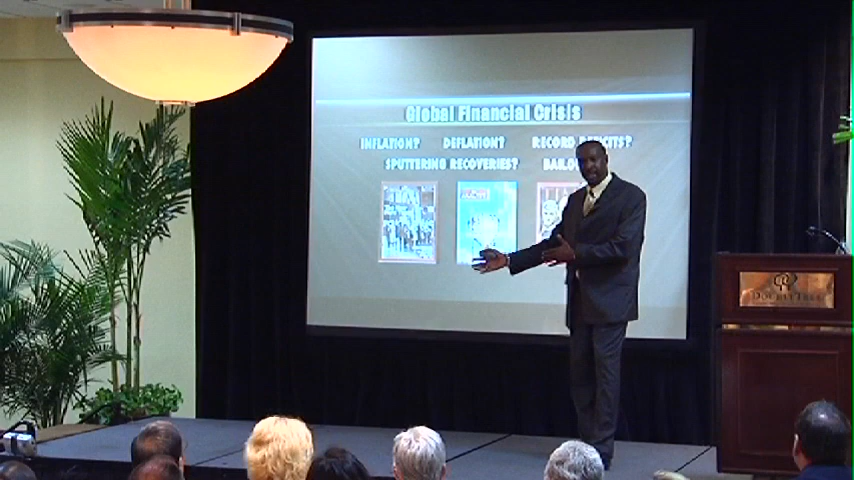 Global Financial Crisis
INFLATION? DEFLATION? RECORD DEFICITS?
SPUTTERING RECOVERIES?
DOUBLETREE